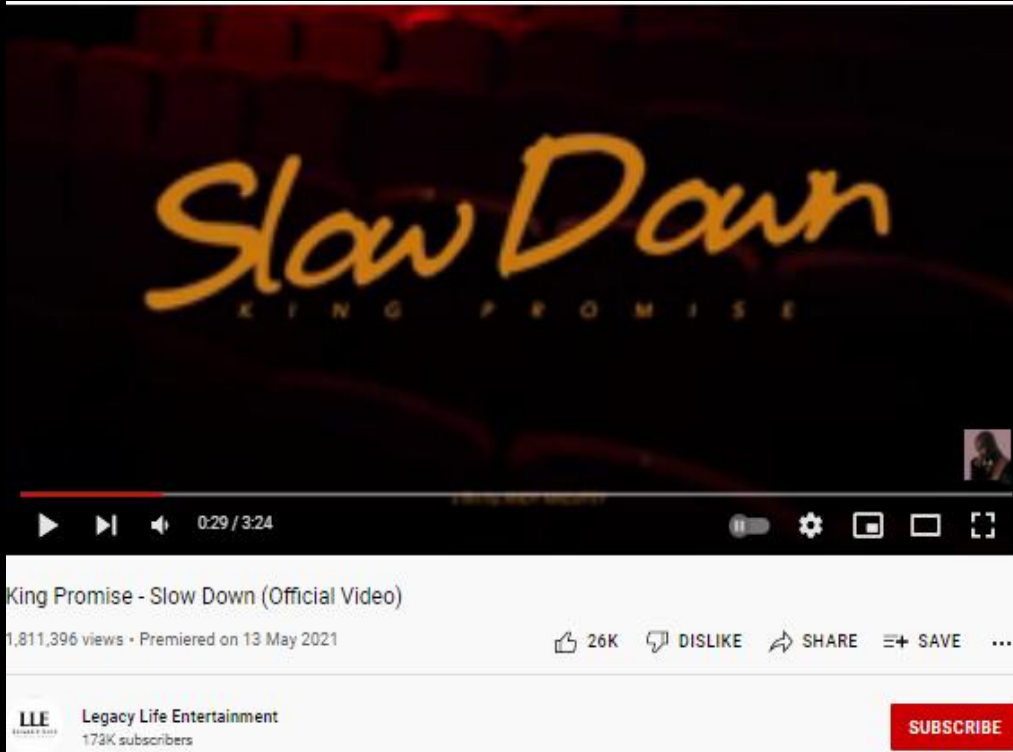 Slow Down
KING PROMISE
0:29 / 3:24
King Promise - Slow Down (Official Video)
1,811,396 views • Premiered on 13 May 2021
26K DISLIKE SHARE SAVE ...
LLE
Legacy Life Entertainment
173K subscribers
SUBSCRIBE